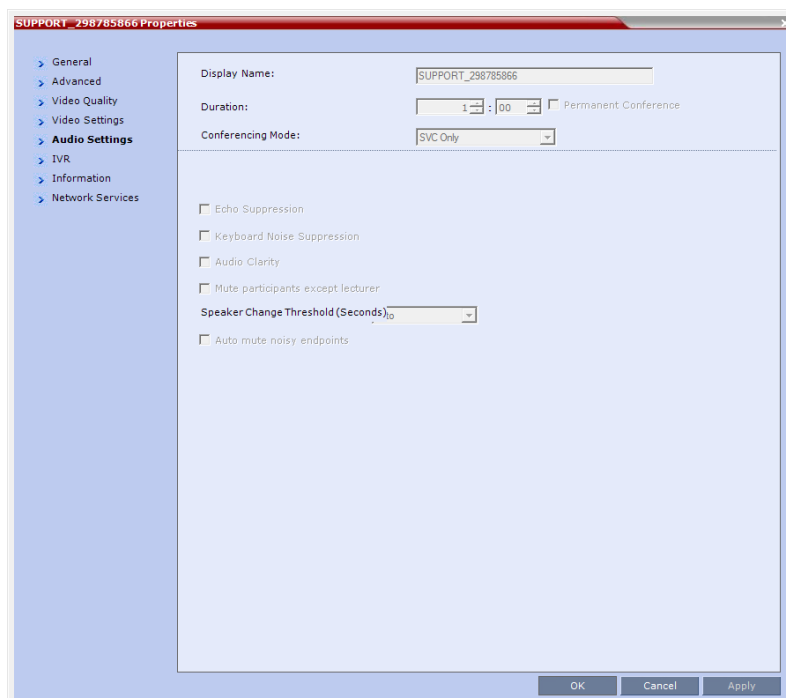 SUPPORT_298785866 Properties
General
Advanced
Video Quality
Video Settings
Audio Settings
IVR
Information
Network Services
Display Name: SUPPORT_298785866
Duration: 1 : 00 Permanent Conference
Conferencing Mode: SVC Only
Echo Suppression
Keyboard Noise Suppression
Audio Clarity
Mute participants except lecturer
Speaker Change Threshold (Seconds) to
Auto mute noisy endpoints
OK Cancel Apply